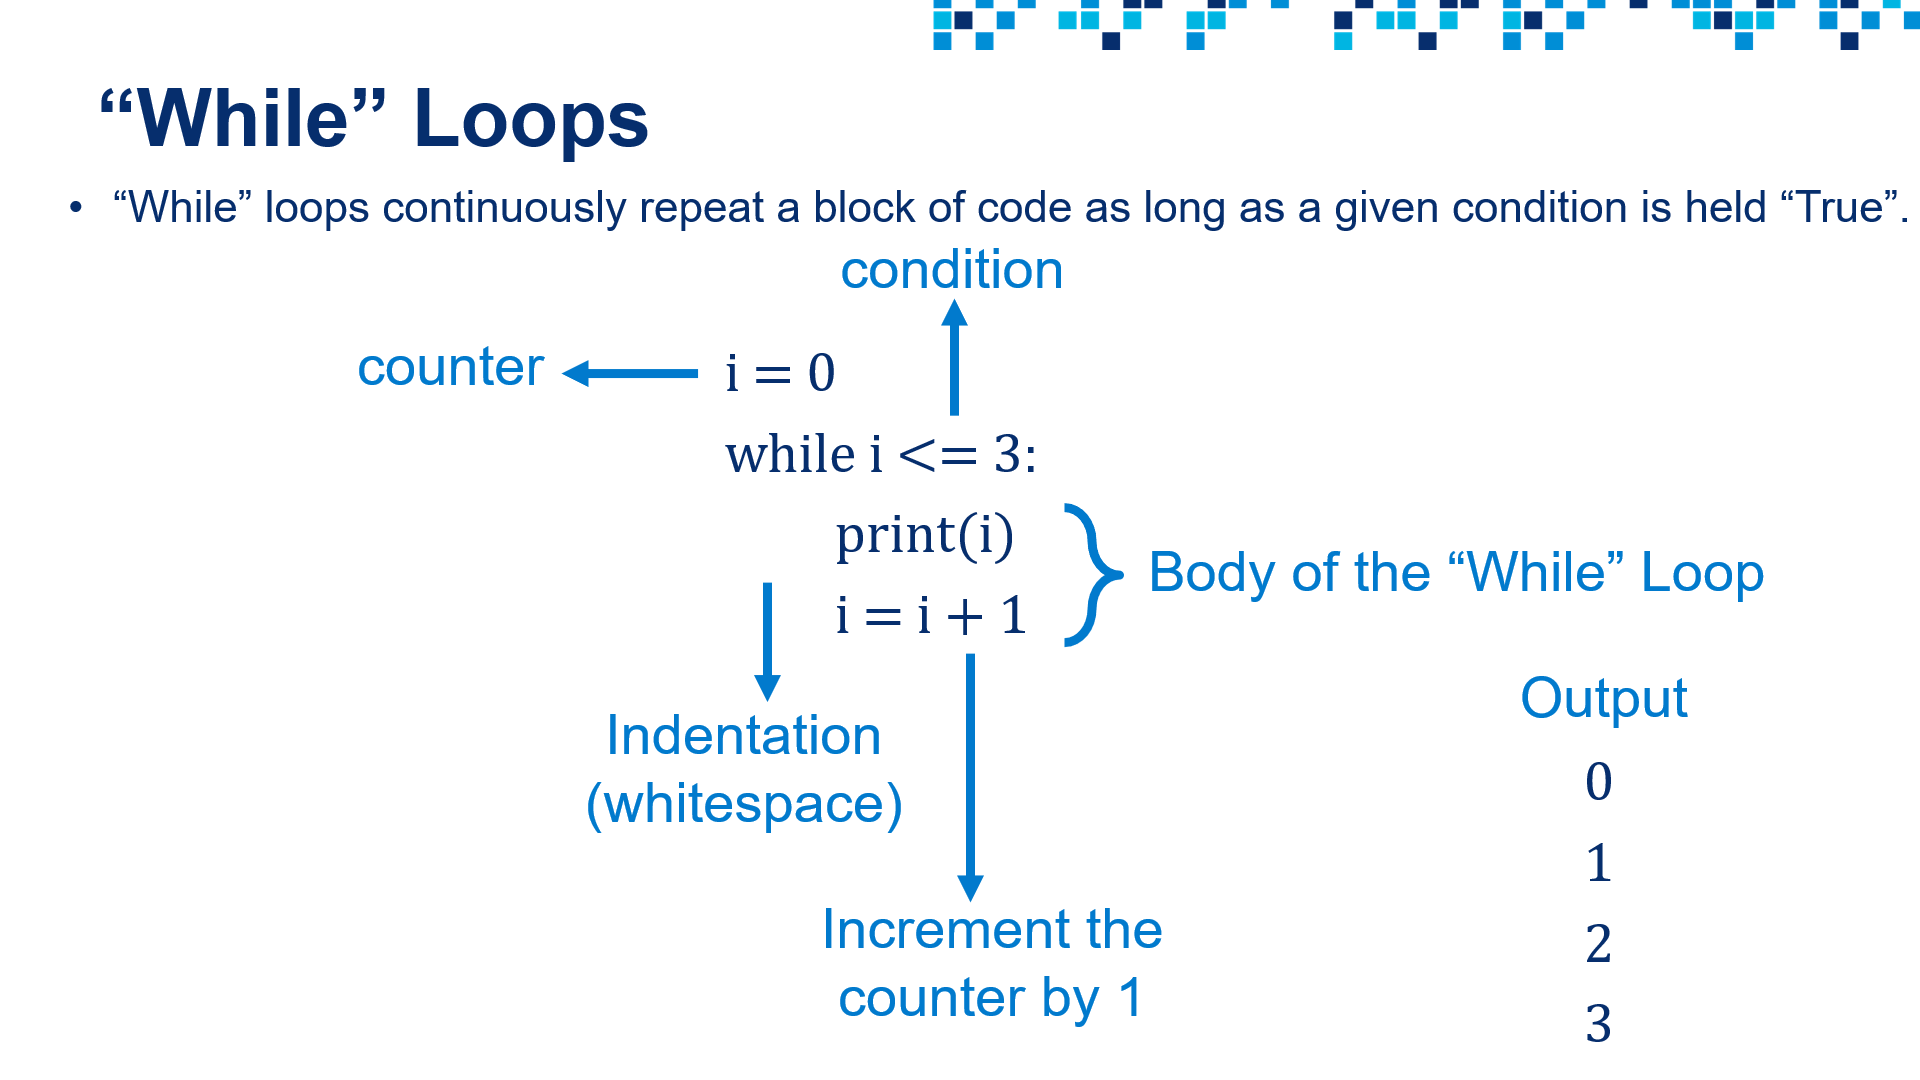 “While” Loops
• “While” loops continuously repeat a block of code as long as a given condition is held “True”.
condition
counter
i = 0
while i <= 3:
print(i)
i = i + 1
Body of the “While” Loop
Indentation
(whitespace)
Increment the
counter by 1
Output
0
1
2
3